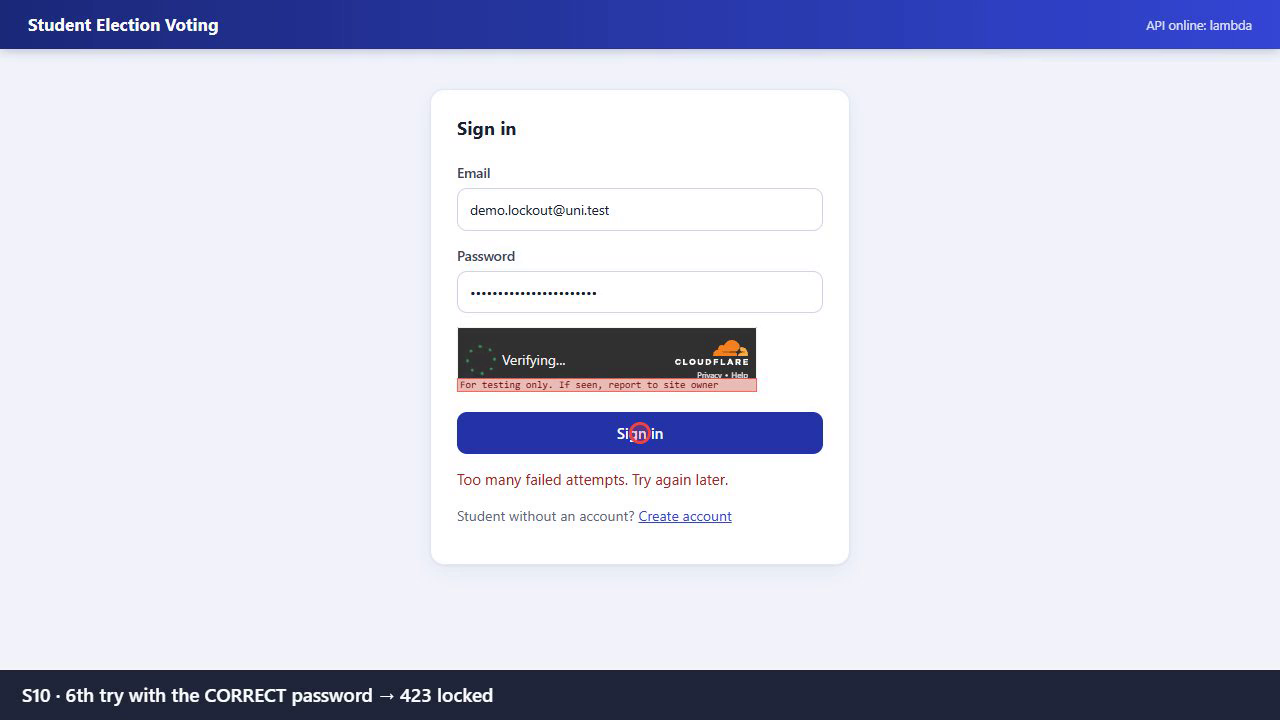 Student Election Voting
API online: lambda
Sign in
Email
demo.lockout@uni.test
Password
•••••••••••••••••••••••
Verifying...
CLOUDFLARE
Privacy • Help
For testing only. If seen, report to site owner
Sign in
Too many failed attempts. Try again later.
Student without an account? Create account
S10 · 6th try with the CORRECT password → 423 locked